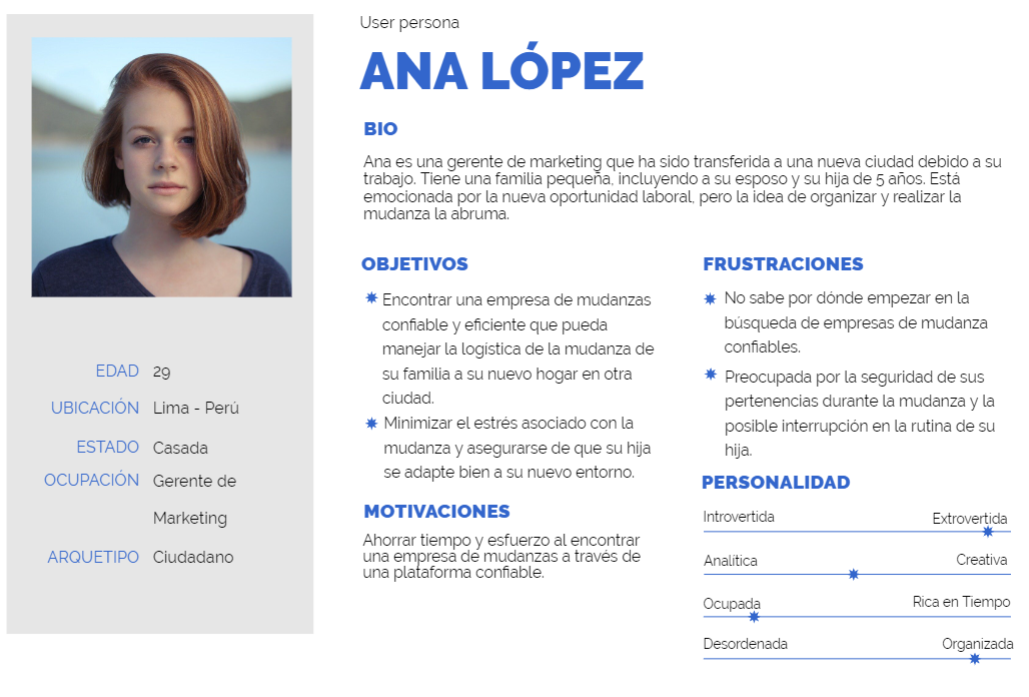 User persona
ANA LÓPEZ
BIO
Ana es una gerente de marketing que ha sido transferida a una nueva ciudad debido a su
trabajo. Tiene una familia pequeña, incluyendo a su esposo y su hija de 5 años. Está
emocionada por la nueva oportunidad laboral, pero la idea de organizar y realizar la
mudanza la abruma.
EDAD 29
UBICACIÓN Lima - Perú
ESTADO Casada
OCUPACIÓN Gerente de
Marketing
ARQUETIPO Ciudadano
OBJETIVOS
Encontrar una empresa de mudanzas
confiable y eficiente que pueda
manejar la logística de la mudanza de
su familia a su nuevo hogar en otra
ciudad.
Minimizar el estrés asociado con la
mudanza y asegurarse de que su hija
se adapte bien a su nuevo entorno.
MOTIVACIONES
Ahorrar tiempo y esfuerzo al encontrar
una empresa de mudanzas a través de
una plataforma confiable.
FRUSTRACIONES
No sabe por dónde empezar en la
búsqueda de empresas de mudanza
confiables.
Preocupada por la seguridad de sus
pertenencias durante la mudanza y la
posible interrupción en la rutina de su
hija.
PERSONALIDAD
Introvertida Extrovertida
Analítica Creativa
Ocupada Rica en Tiempo
Desordenada Organizada